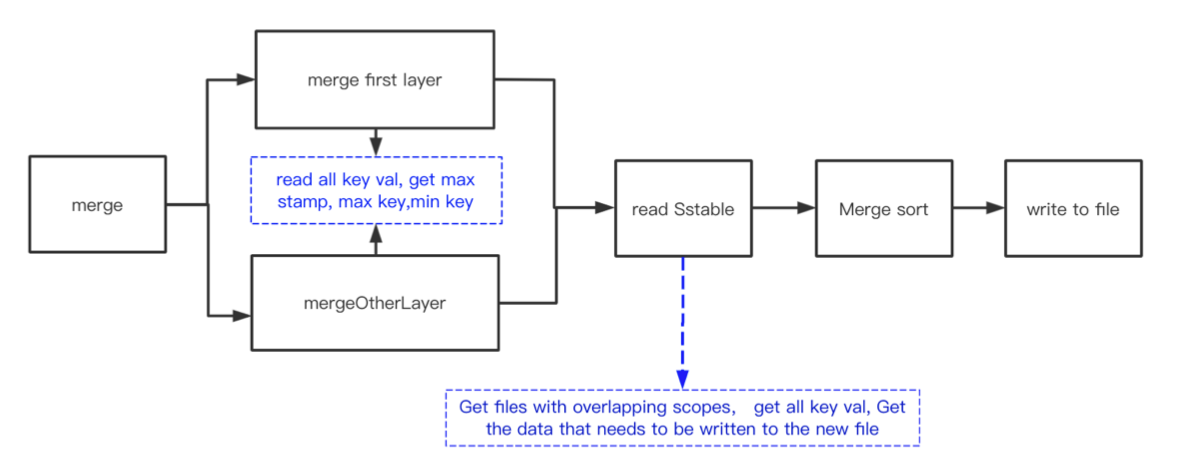 merge first layer
read all key val, get max
stamp, max key,min key
merge
mergeOtherLayer
read Sstable
Merge sort
write to file
Get files with overlapping scopes, get all key val, Get
the data that needs to be written to the new file